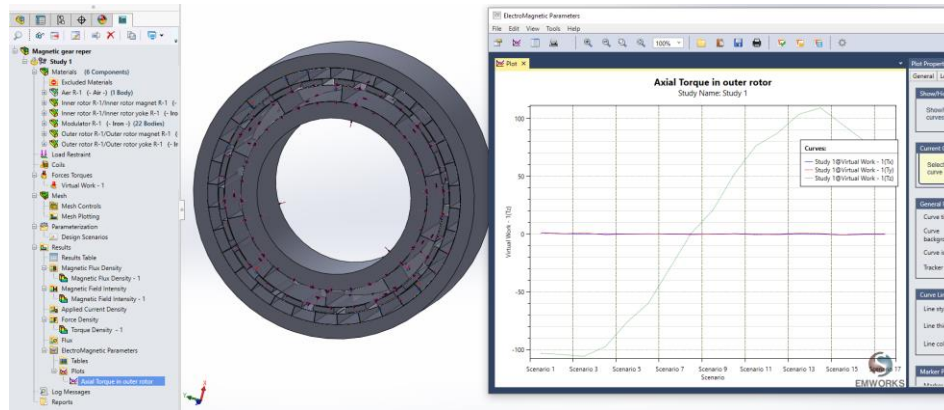 Magnetic gear reper
Study 1
Materials (6 Components)
Excluded Materials
Aer R-1 (- Air -) (1 Body)
Inner rotor R-1/Inner rotor magnet R-1 (-
Inner rotor R-1/Inner rotor yoke R-1 (- Iro
Modulator R-1 (- Iron -) (22 Bodies)
Outer rotor R-1/Outer rotor magnet R-1 (
Outer rotor R-1/Outer rotor yoke R-1 (- Ir
Load Restraint
Coils
Forces Torques
Virtual Work - 1
Mesh
Mesh Controls
Mesh Plotting
Parameterization
Design Scenarios
Results
Results Table
Magnetic Flux Density
Magnetic Flux Density - 1
Magnetic Field Intensity
Magnetic Field Intensity - 1
Applied Current Density
Force Density
Torque Density - 1
Flux
ElectroMagnetic Parameters
Tables
Plots
Axial Torque in outer rotor
Log Messages
Reports
ElectroMagnetic Parameters
File Edit View Tools Help
100%
Plot
Axial Torque in outer rotor
Study Name: Study 1
Virtual Work - 1(Tz)
100
50
0
-50
-100
Curves:
Study 1@Virtual Work - 1(Tx)
Study 1@Virtual Work - 1(Ty)
Study 1@Virtual Work - 1(Tz)
Scenario 1 Scenario 3 Scenario 5 Scenario 7 Scenario 9 Scenario 11 Scenario 13 Scenario 15 Scenario 17
Scenario
EMWORKS
Plot Properti
General
Show/Hi
Show/
curves
Current C
Select
curve
General
Curve
Curve
backgro
Curve
Tracker
Curve Lin
Line sty
Line thi
Line col
Marker P